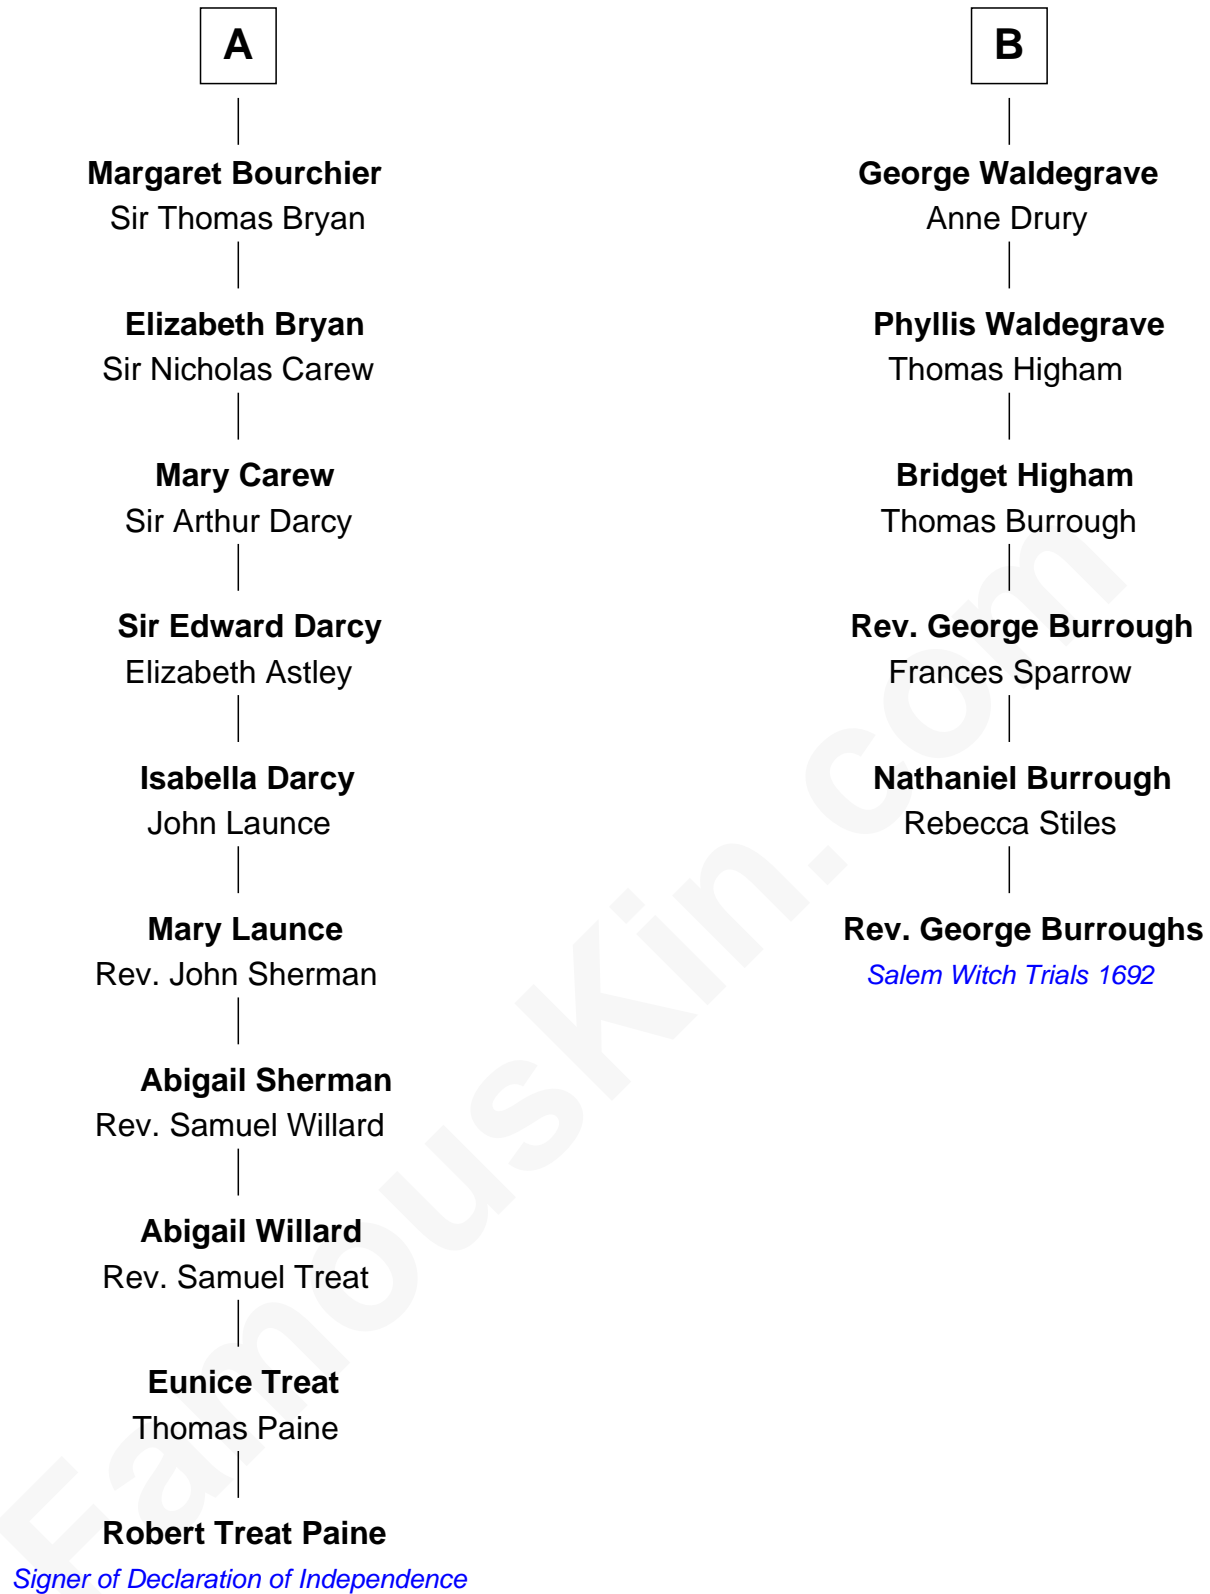 A
Margaret Bourchier
Sir Thomas Bryan
Elizabeth Bryan
Sir Nicholas Carew
Mary Carew
Sir Arthur Darcy
Sir Edward Darcy
Elizabeth Astley
Isabella Darcy
John Launce
Mary Launce
Rev. John Sherman
Abigail Sherman
Rev. Samuel Willard
Abigail Willard
Rev. Samuel Treat
Eunice Treat
Thomas Paine
Robert Treat Paine
Signer of Declaration of Independence
B
George Waldegrave
Anne Drury
Phyllis Waldegrave
Thomas Higham
Bridget Higham
Thomas Burrough
Rev. George Burrough
Frances Sparrow
Nathaniel Burrough
Rebecca Stiles
Rev. George Burroughs
Salem Witch Trials 1692
FamousKin.com